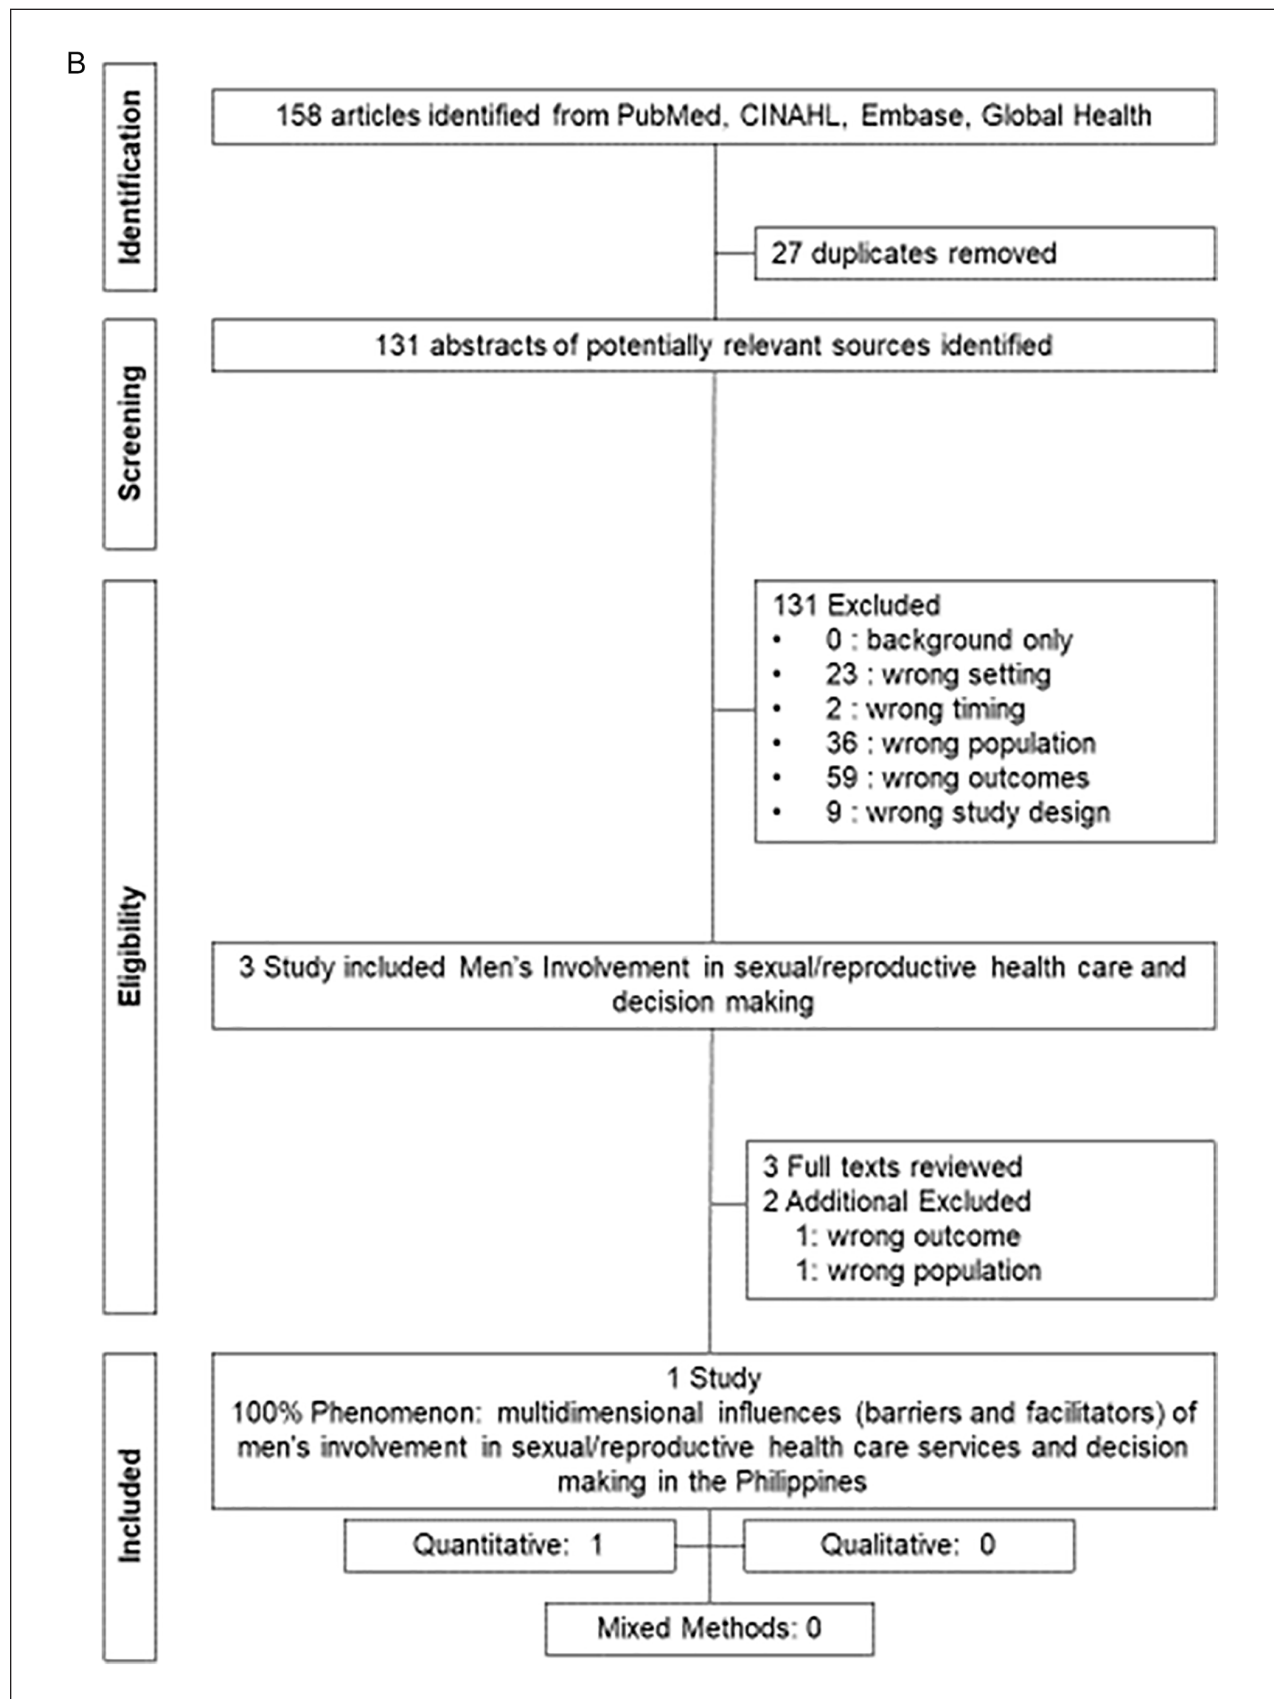 B
Identification
158 articles identified from PubMed, CINAHL, Embase, Global Health
27 duplicates removed
Screening
131 abstracts of potentially relevant sources identified
Eligibility
131 Excluded
• 0 : background only
• 23 : wrong setting
• 2 : wrong timing
• 36 : wrong population
• 59 : wrong outcomes
• 9 : wrong study design
3 Study included Men's Involvement in sexual/reproductive health care and
decision making
3 Full texts reviewed
2 Additional Excluded
1: wrong outcome
1: wrong population
Included
1 Study
100% Phenomenon: multidimensional influences (barriers and facilitators) of
men's involvement in sexual/reproductive health care services and decision
making in the Philippines
Quantitative: 1
Qualitative: 0
Mixed Methods: 0